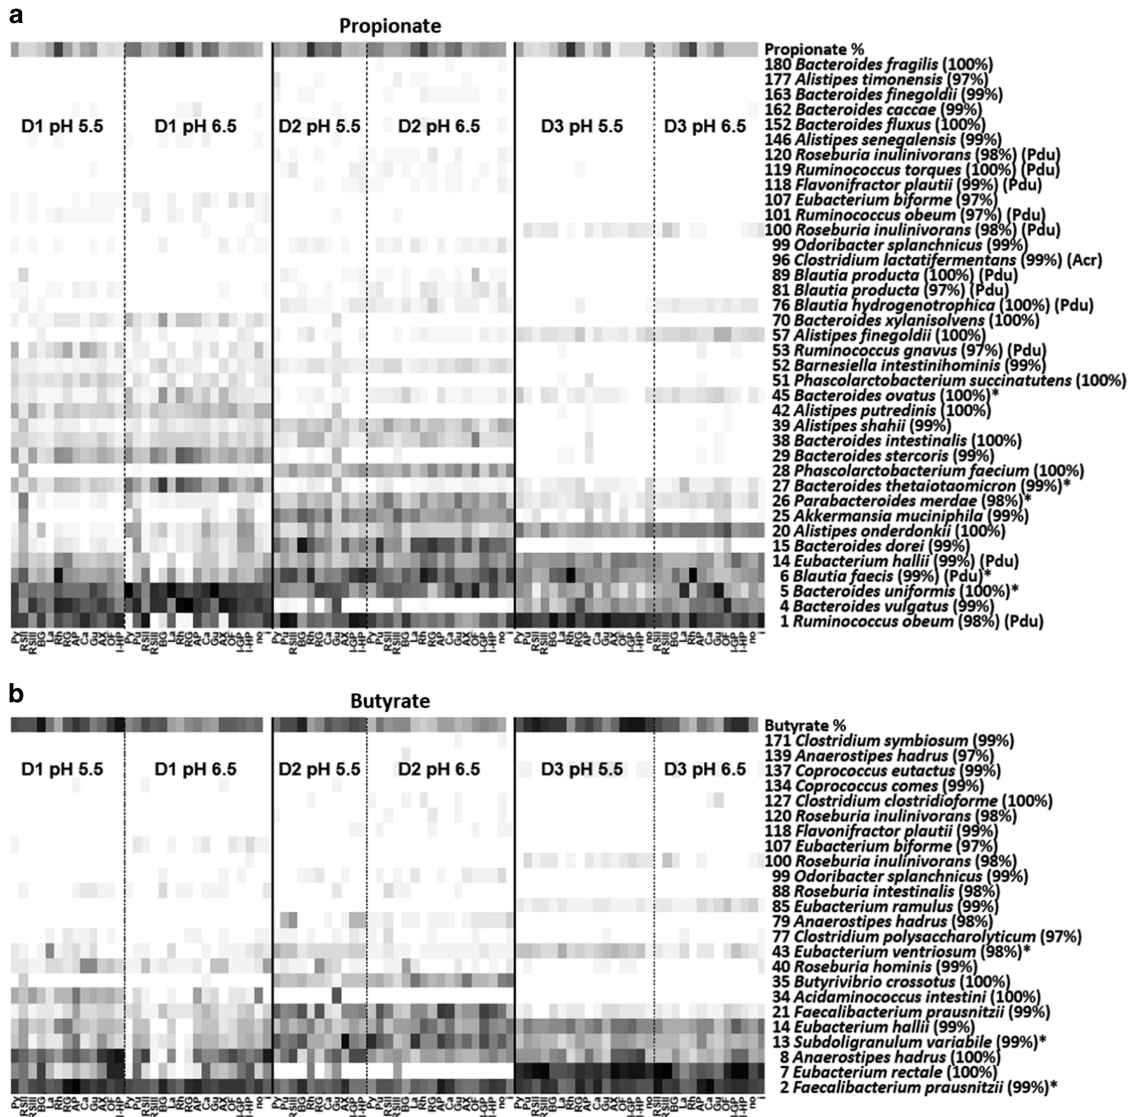 a
Propionate
Propionate %
180 Bacteroides fragilis (100%)
177 Alistipes timonensis (97%)
163 Bacteroides finegoldii (99%)
162 Bacteroides caccae (99%)
D1 pH 5.5 D1 pH 6.5 D2 pH 5.5 D2 pH 6.5 D3 pH 5.5 D3 pH 6.5
152 Bacteroides fluxus (100%)
146 Alistipes senegalensis (99%)
120 Roseburia inulinivorans (98%) (Pdu)
119 Ruminococcus torques (100%) (Pdu)
118 Flavonifractor plautii (99%) (Pdu)
107 Eubacterium biforme (97%)
101 Ruminococcus obeum (97%) (Pdu)
100 Roseburia inulinivorans (98%) (Pdu)
99 Odoribacter splanchnicus (99%)
96 Clostridium lactatifermentans (99%) (Acr)
89 Blautia producta (100%) (Pdu)
81 Blautia producta (97%) (Pdu)
76 Blautia hydrogenotrophica (100%) (Pdu)
70 Bacteroides xylanisolvens (100%)
57 Alistipes finegoldii (100%)
53 Ruminococcus gnavus (97%) (Pdu)
52 Barnesiella intestinihominis (99%)
51 Phascolarctobacterium succinatutens (100%)
45 Bacteroides ovatus (100%)*
42 Alistipes putredinis (100%)
39 Alistipes shahii (99%)
38 Bacteroides intestinalis (100%)
29 Bacteroides stercoris (99%)
28 Phascolarctobacterium faecium (100%)
27 Bacteroides thetaiotaomicron (99%)*
26 Parabacteroides merdae (98%)*
25 Akkermansia muciniphila (99%)
20 Alistipes onderdonkii (100%)
15 Bacteroides dorei (99%)
14 Eubacterium hallii (99%) (Pdu)
6 Blautia faecis (99%) (Pdu)*
5 Bacteroides uniformis (100%)*
4 Bacteroides vulgatus (99%)
1 Ruminococcus obeum (98%) (Pdu)
b
Butyrate
Butyrate %
171 Clostridium symbiosum (99%)
139 Anaerostipes hadrus (97%)
D1 pH 5.5 D1 pH 6.5 D2 pH 5.5 D2 pH 6.5 D3 pH 5.5 D3 pH 6.5
137 Coprococcus eutactus (99%)
134 Coprococcus comes (99%)
127 Clostridium clostridioforme (100%)
120 Roseburia inulinivorans (98%)
118 Flavonifractor plautii (99%)
107 Eubacterium biforme (97%)
100 Roseburia inulinivorans (98%)
99 Odoribacter splanchnicus (99%)
88 Roseburia intestinalis (98%)
85 Eubacterium ramulus (99%)
79 Anaerostipes hadrus (98%)
77 Clostridium polysaccharolyticum (97%)
43 Eubacterium ventriosum (98%)*
40 Roseburia hominis (99%)
35 Butyrivibrio crossotus (100%)
34 Acidaminococcus intestini (100%)
21 Faecalibacterium prausnitzii (99%)
14 Eubacterium hallii (99%)
13 Subdoligranulum variabile (99%)*
8 Anaerostipes hadrus (100%)
7 Eubacterium rectale (100%)
2 Faecalibacterium prausnitzii (99%)*